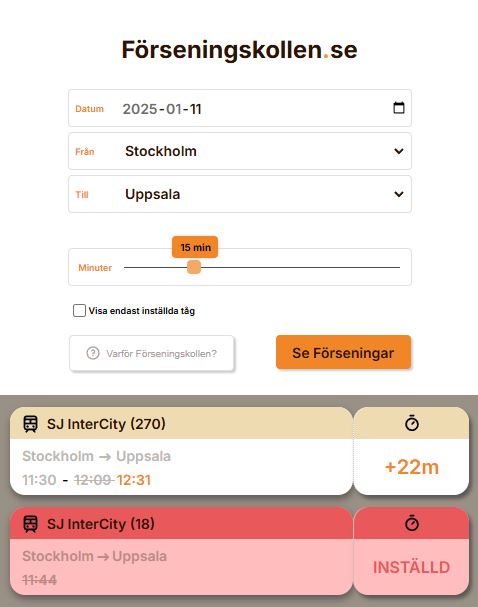 Förseningskollen.se
Datum 2025-01-11
Från Stockholm
Till Uppsala
15 min
Minuter
Visa endast inställda tåg
? Varför Förseningskollen?
Se Förseningar
SJ InterCity (270)
Stockholm → Uppsala
11:30 - 12:09 12:31
+22m
SJ InterCity (18)
Stockholm → Uppsala
11:44
INSTÄLLD